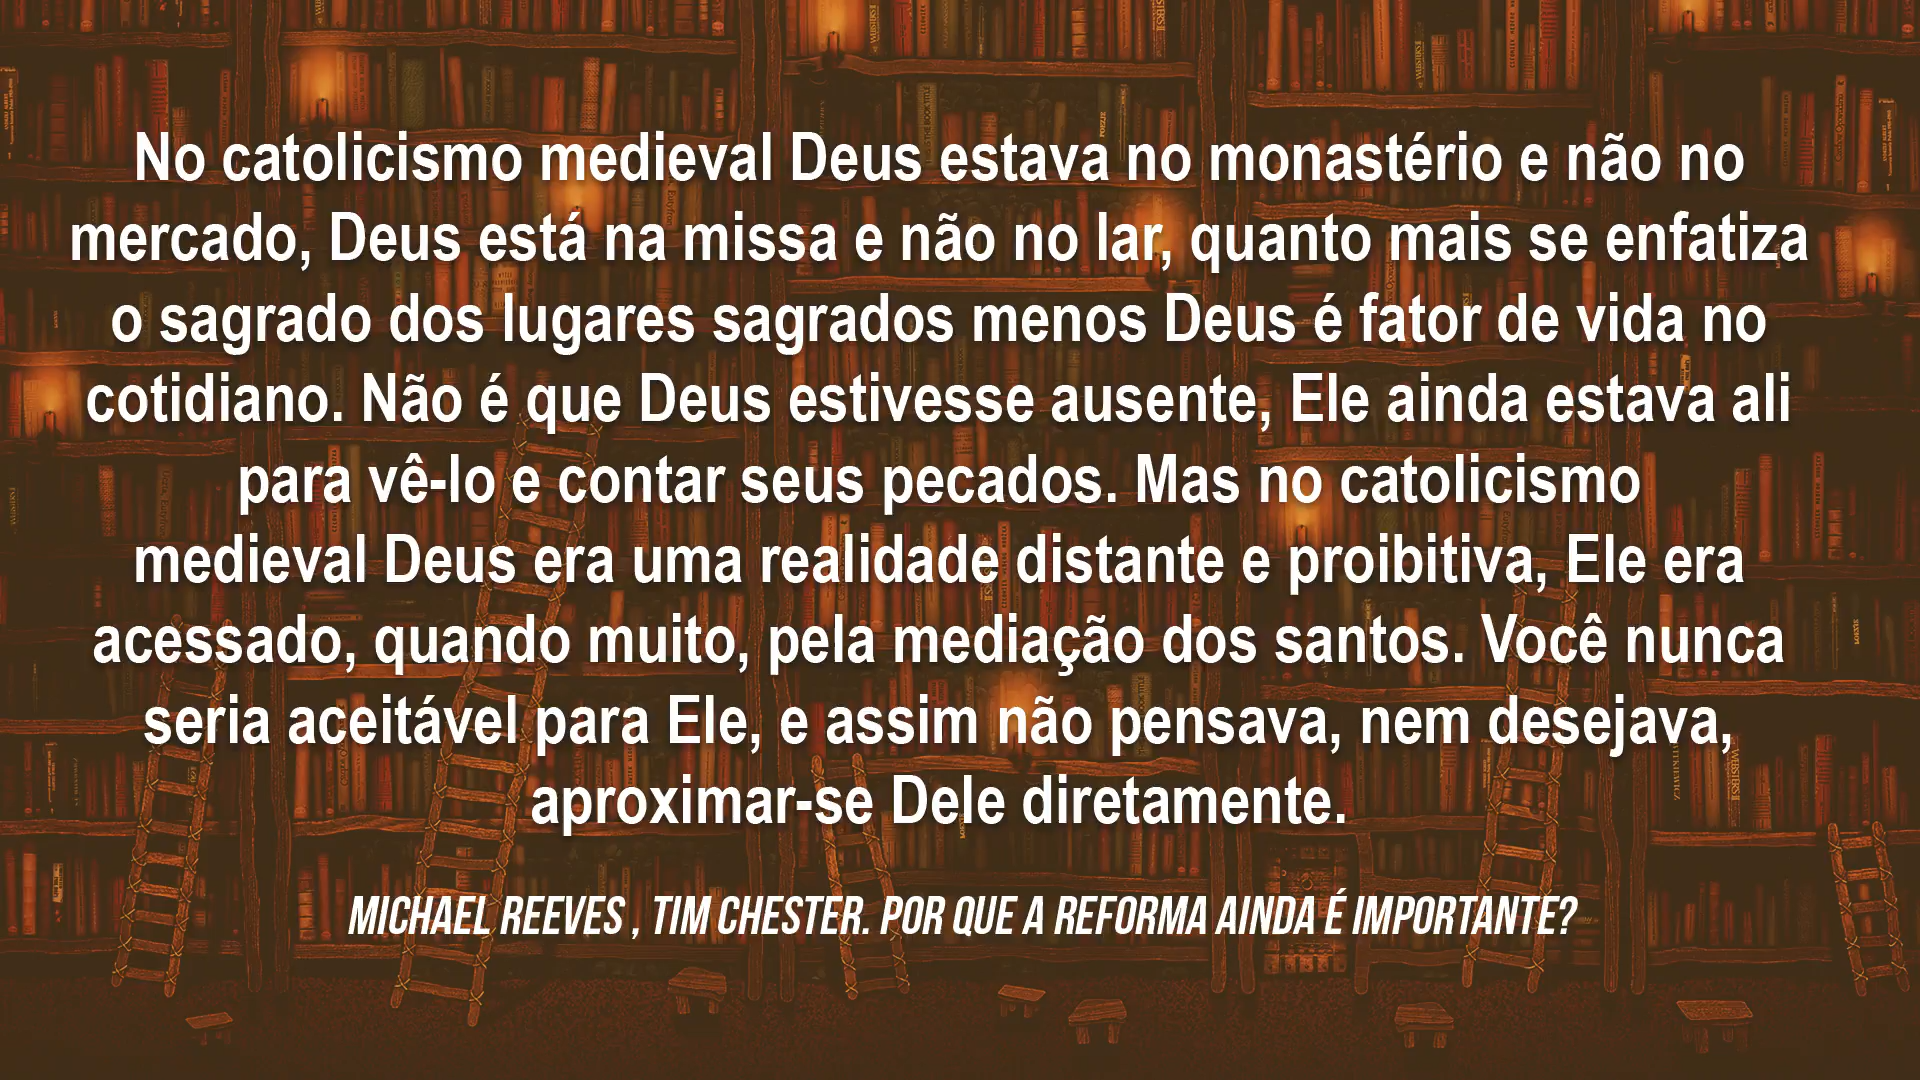 No catolicismo medieval Deus estava no monastério e não no
mercado, Deus está na missa e não no lar, quanto mais se enfatiza
o sagrado dos lugares sagrados menos Deus é fator de vida no
cotidiano. Não é que Deus estivesse ausente, Ele ainda estava ali
para vê-lo e contar seus pecados. Mas no catolicismo
medieval Deus era uma realidade distante e proibitiva, Ele era
acessado, quando muito, pela mediação dos santos. Você nunca
seria aceitável para Ele, e assim não pensava, nem desejava,
aproximar-se Dele diretamente.
MICHAEL REEVES , TIM CHESTER. POR QUE A REFORMA AINDA É IMPORTANTE?